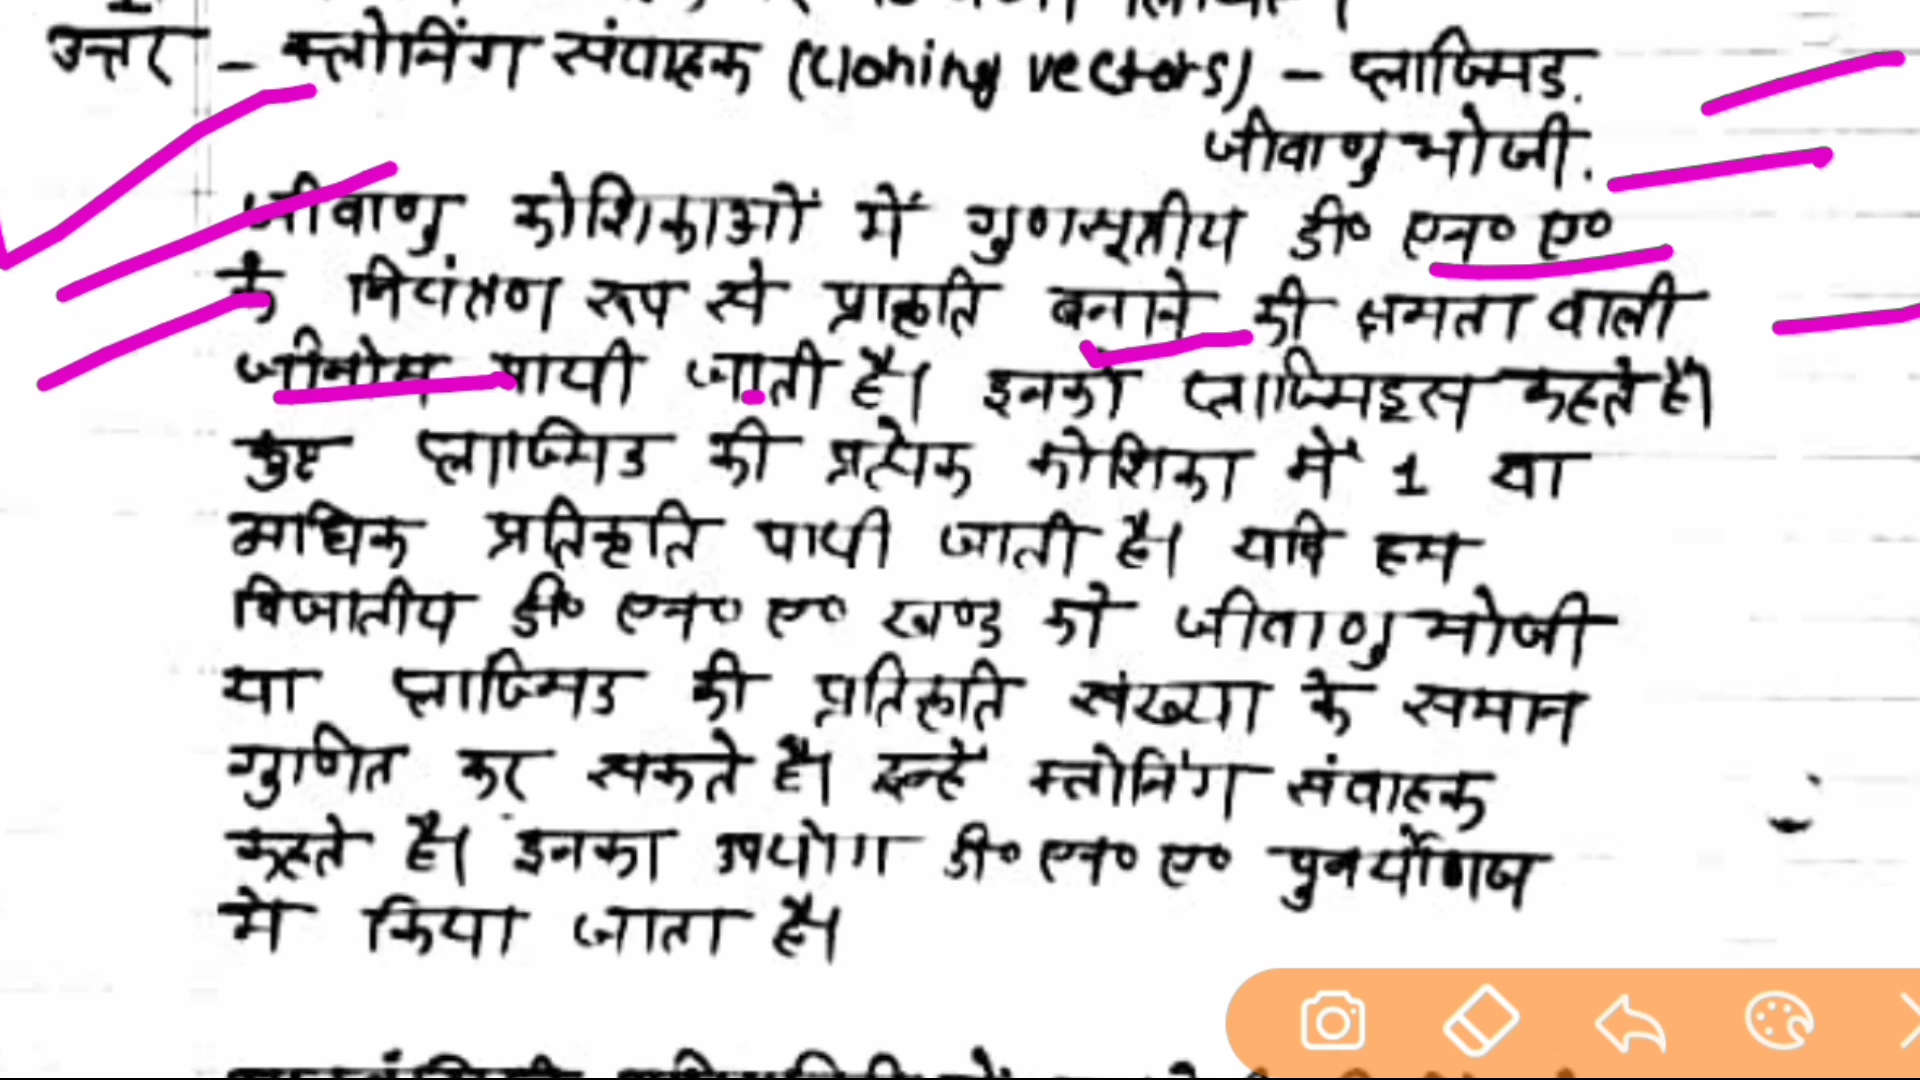 उत्तर - क्लोनिंग संवाहक (Cloning vectors) - प्लाज्मिड.
जीवाणुभोजी.
जीवाणु कोशिकाओं में गुणसूत्रीय डी० एन० ए०
के नियंत्रण रूप से प्राकृति बनाने की क्षमता वाली
जीनोम पायी जाती है। इनको प्लाज्मिड्स कहते हैं।
कुछ प्लाज्मिड की प्रत्येक कोशिका में 1 या
अधिक प्रतिकृति पायी जाती है। यदि हम
विजातीय डी० एन० ए० खण्ड को जीवाणुभोजी
या प्लाज्मिड की प्रतिकृति संख्या के समान
गुणित कर सकते हैं। इन्हें क्लोनिंग संवाहक
कहते हैं। इनका उपयोग डी० एन० ए० पुनर्योगज
में किया जाता है।